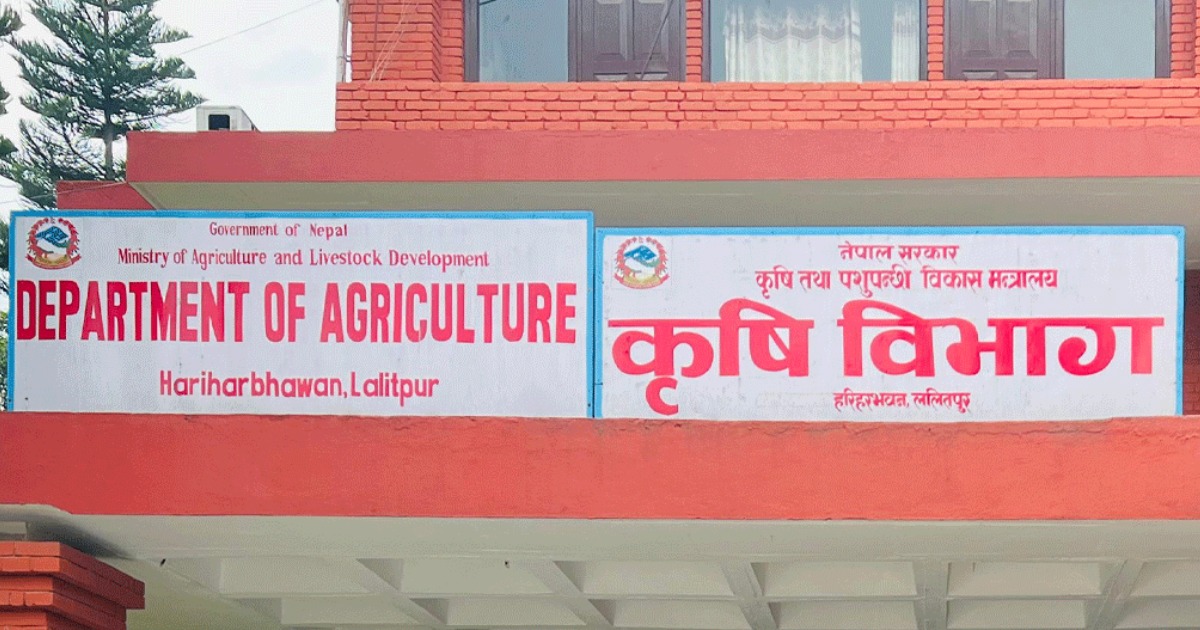 Government of Nepal
Ministry of Agriculture and Livestock Development
DEPARTMENT OF AGRICULTURE
Hariharbhawan, Lalitpur
नेपाल सरकार
कृषि तथा पशुपन्छी विकास मन्त्रालय
कृषि विभाग
हरिहरभवन, ललितपुर